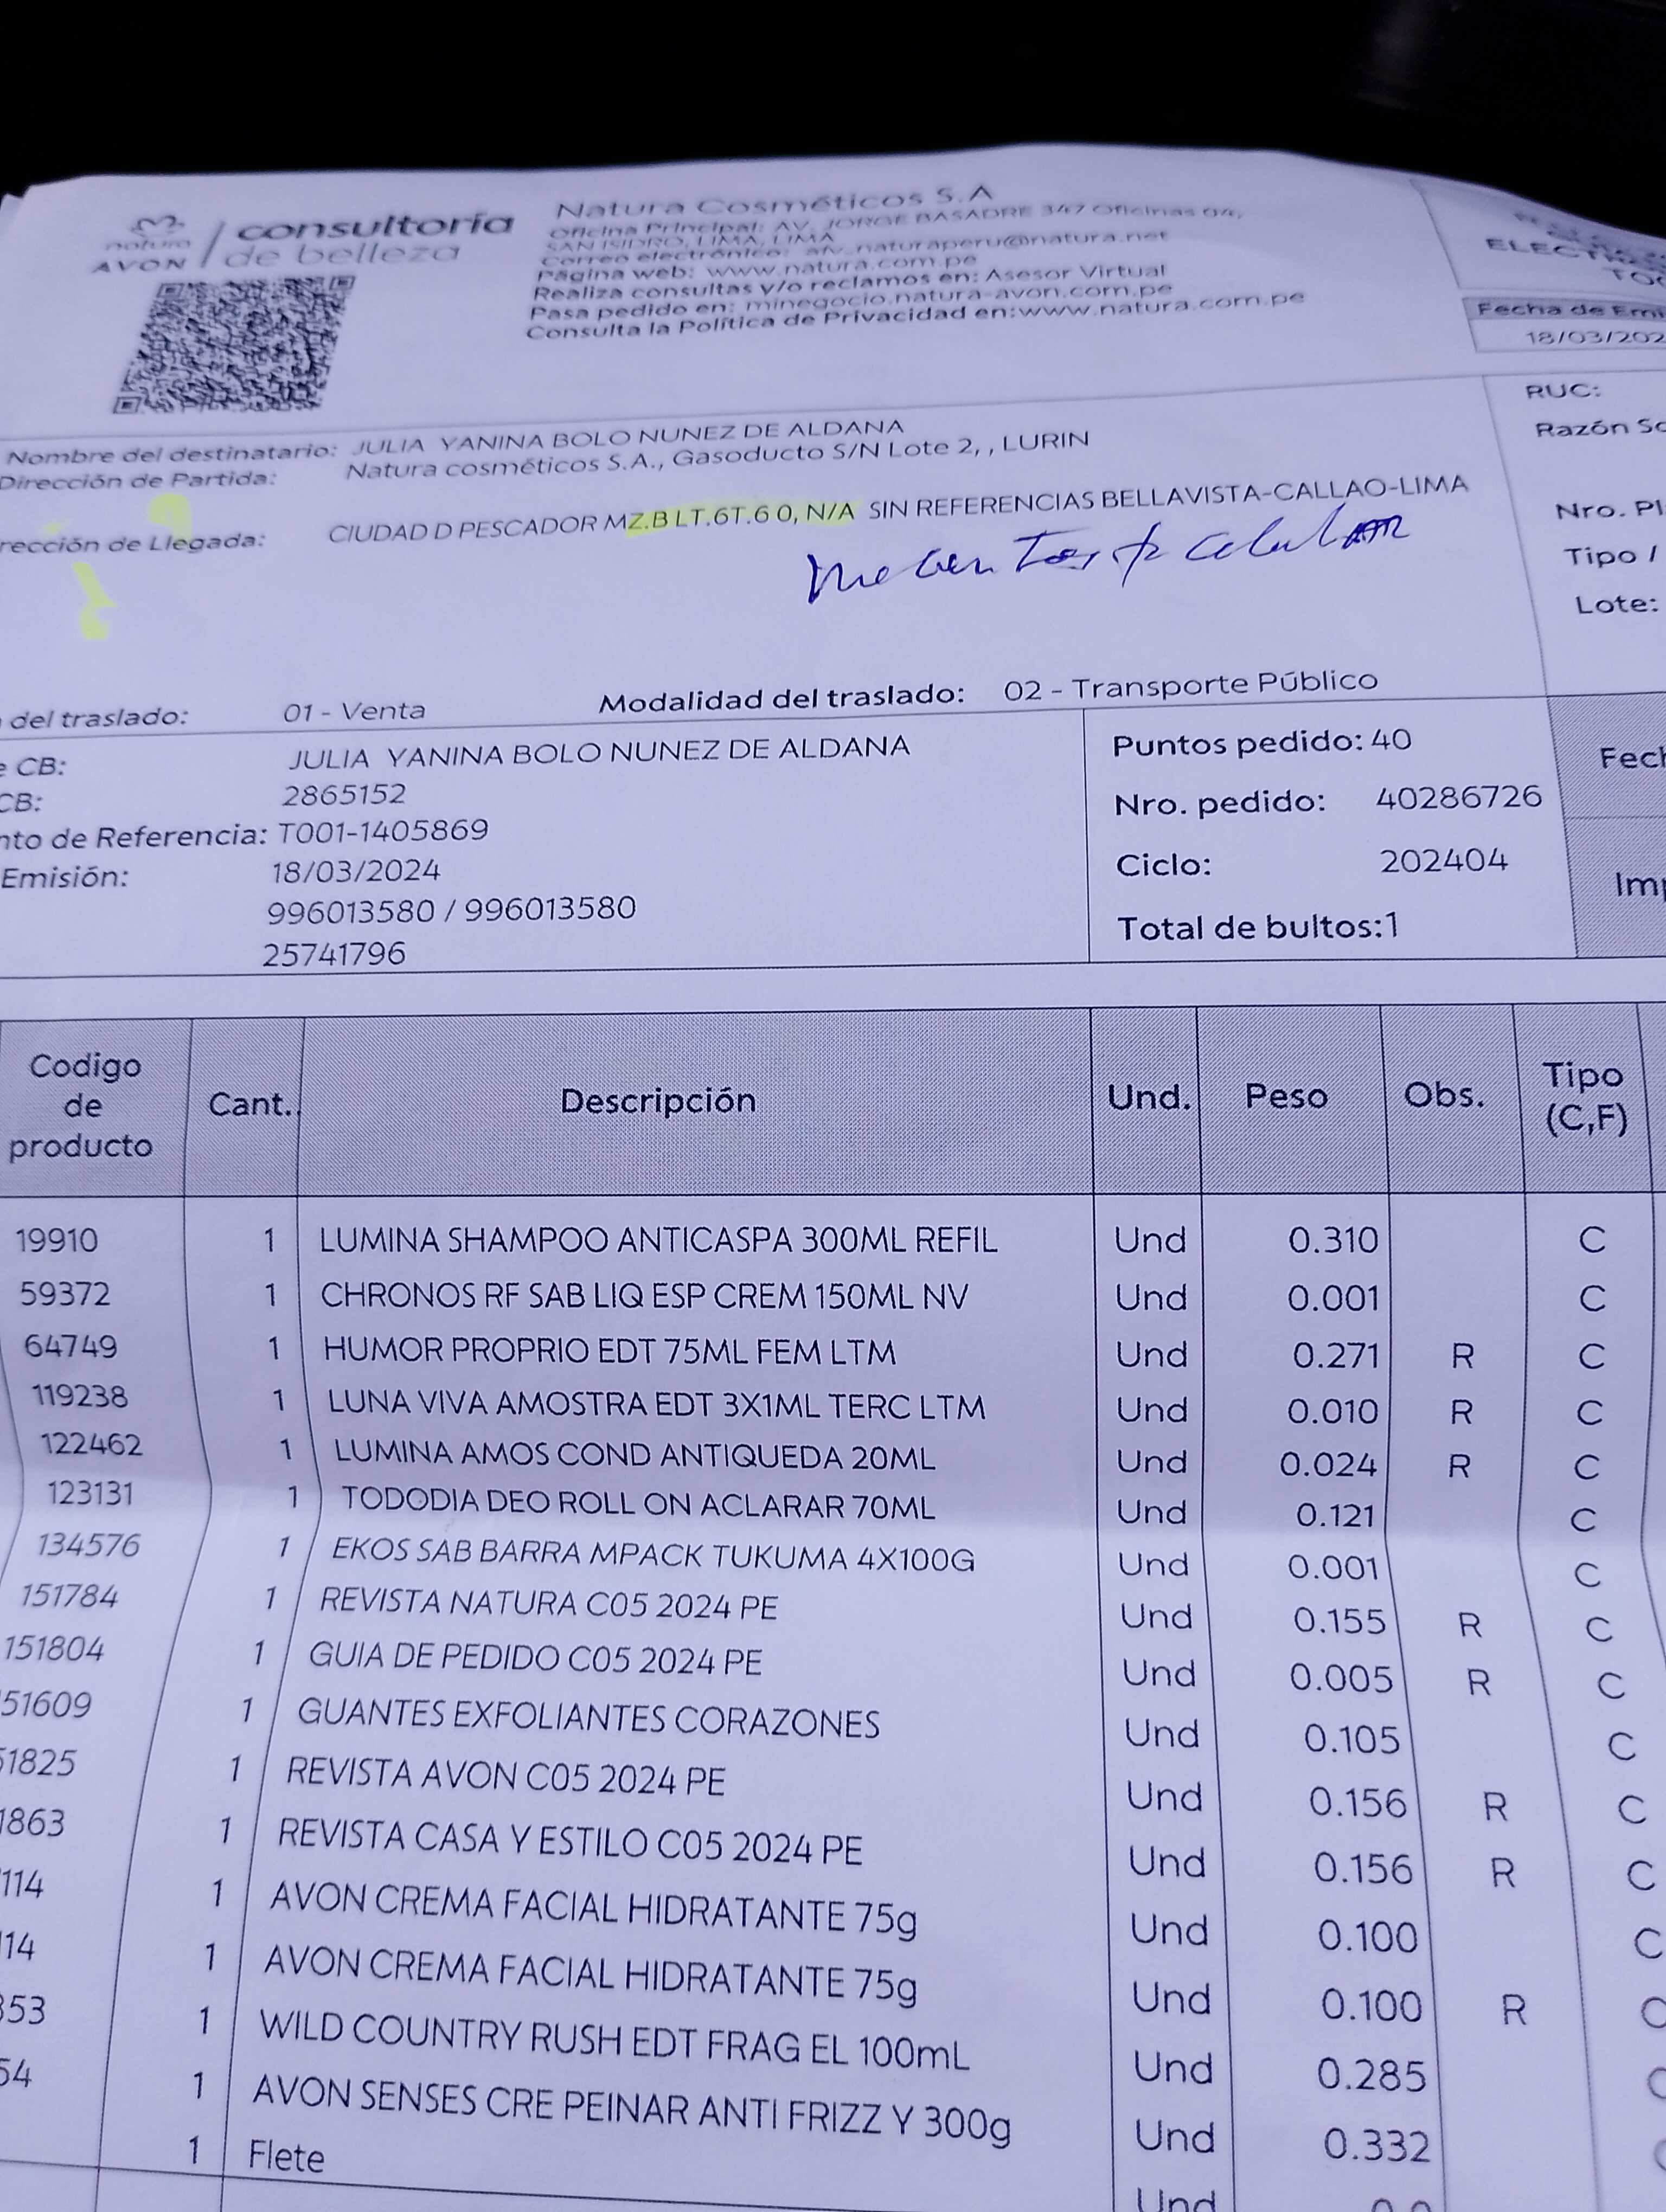 natura
AVON
consultoría
de belleza
Natura Cosméticos S.A
Oficina Principal: AV. JORGE BASADRE 347 Oficinas 04,
SAN ISIDRO, LIMA, LIMA
Correo electrónico: afv_naturaperu@natura.net
Página web: www.natura.com.pe
Realiza consultas y/o reclamos en: Asesor Virtual
Pasa pedido en: minegocio.natura-avon.com.pe
Consulta la Política de Privacidad en:www.natura.com.pe
Fecha de Emi
18/03/202
Nombre del destinatario: JULIA YANINA BOLO NUNEZ DE ALDANA
Dirección de Partida: Natura cosméticos S.A., Gasoducto S/N Lote 2, , LURIN
rección de Llegada: CIUDAD D PESCADOR MZ.B LT.6T.6 0, N/A SIN REFERENCIAS BELLAVISTA-CALLAO-LIMA
RUC:
Razón So
Nro. Pl
Tipo /
Lote:
del traslado: 01 - Venta Modalidad del traslado: 02 - Transporte Público
e CB: JULIA YANINA BOLO NUNEZ DE ALDANA
CB: 2865152
nto de Referencia: T001-1405869
Emisión: 18/03/2024
996013580 / 996013580
25741796
Puntos pedido: 40
Nro. pedido: 40286726
Ciclo: 202404
Total de bultos:1
Fech
Imp
Codigo de producto Cant. Descripción Und. Peso Obs. Tipo (C,F)
19910 1 LUMINA SHAMPOO ANTICASPA 300ML REFIL Und 0.310 C
59372 1 CHRONOS RF SAB LIQ ESP CREM 150ML NV Und 0.001 C
64749 1 HUMOR PROPRIO EDT 75ML FEM LTM Und 0.271 R C
119238 1 LUNA VIVA AMOSTRA EDT 3X1ML TERC LTM Und 0.010 R C
122462 1 LUMINA AMOS COND ANTIQUEDA 20ML Und 0.024 R C
123131 1 TODODIA DEO ROLL ON ACLARAR 70ML Und 0.121 C
134576 1 EKOS SAB BARRA MPACK TUKUMA 4X100G Und 0.001 C
151784 1 REVISTA NATURA C05 2024 PE Und 0.155 R C
151804 1 GUIA DE PEDIDO C05 2024 PE Und 0.005 R C
51609 1 GUANTES EXFOLIANTES CORAZONES Und 0.105 C
51825 1 REVISTA AVON C05 2024 PE Und 0.156 R C
1863 1 REVISTA CASA Y ESTILO C05 2024 PE Und 0.156 R C
114 1 AVON CREMA FACIAL HIDRATANTE 75g Und 0.100 C
14 1 AVON CREMA FACIAL HIDRATANTE 75g Und 0.100 R C
353 1 WILD COUNTRY RUSH EDT FRAG EL 100mL Und 0.285 C
54 1 AVON SENSES CRE PEINAR ANTI FRIZZ Y 300g Und 0.332
1 Flete Und